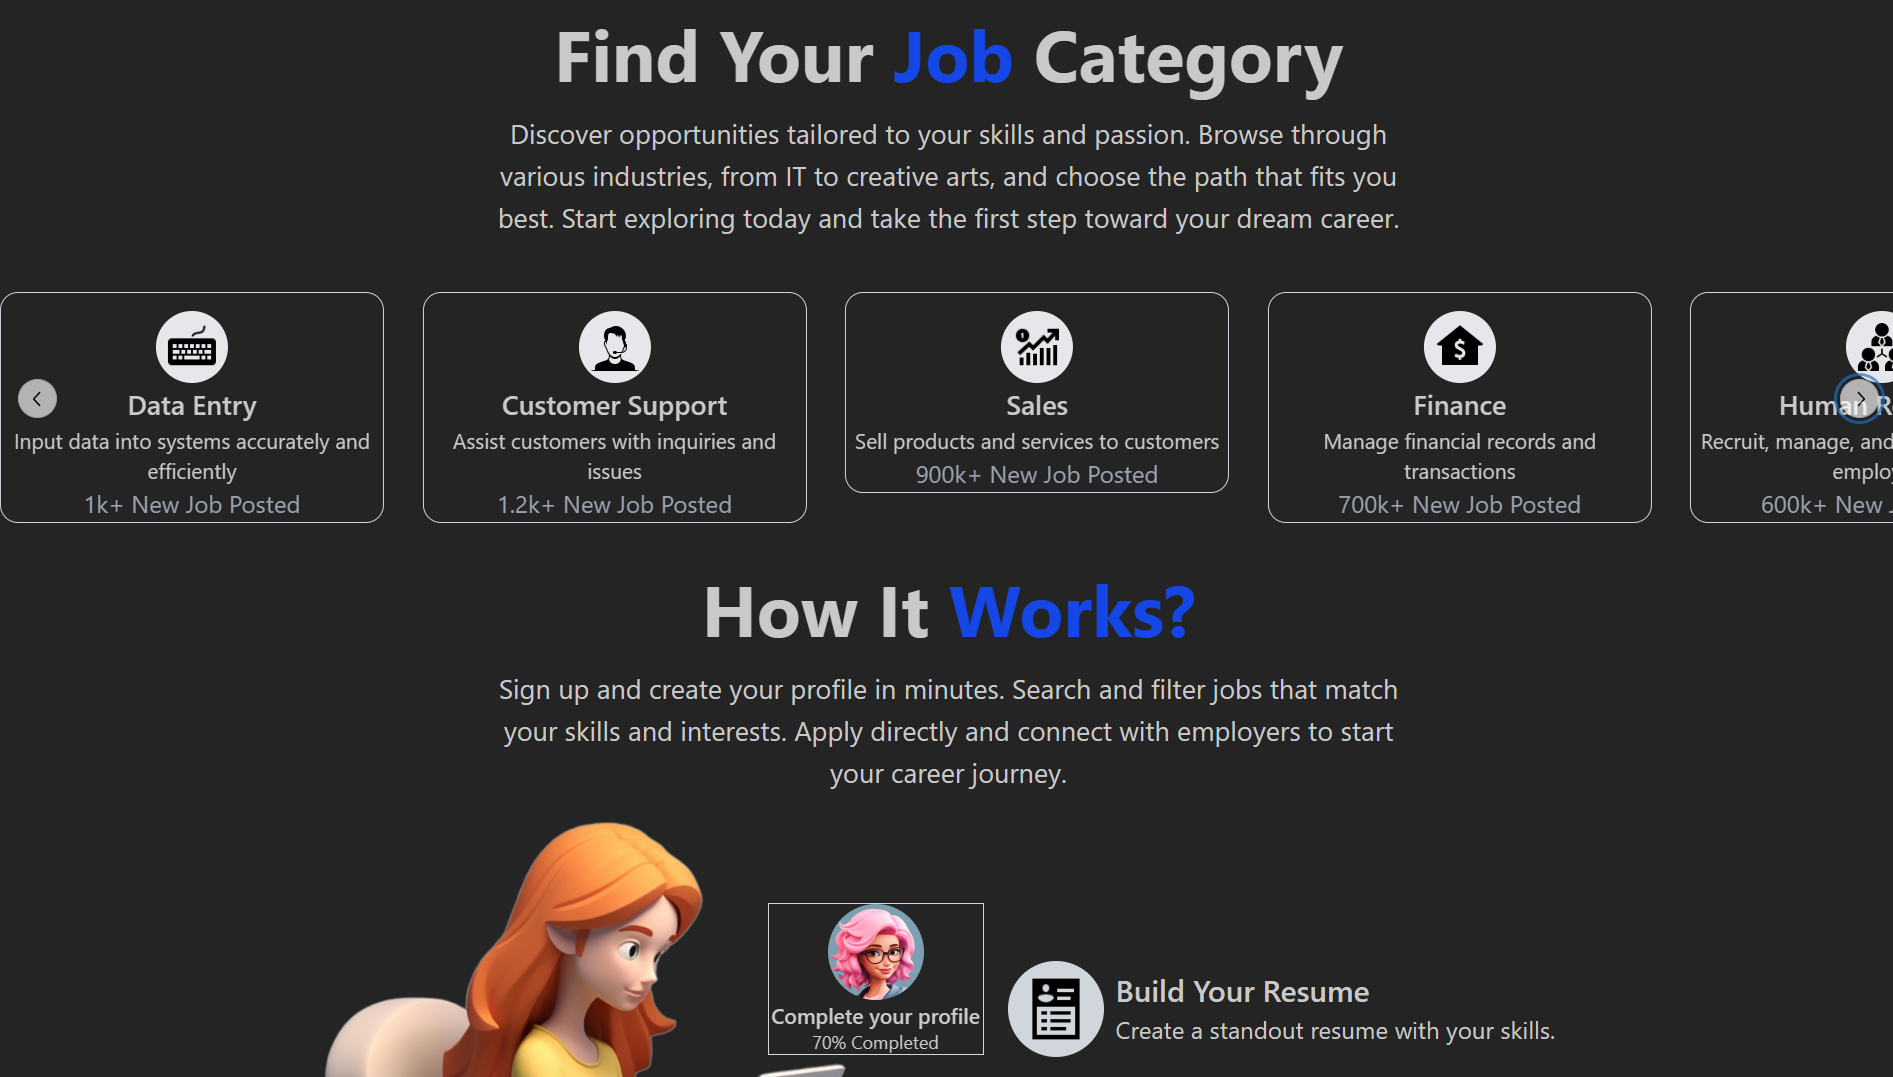 Find Your Job Category
Discover opportunities tailored to your skills and passion. Browse through
various industries, from IT to creative arts, and choose the path that fits you
best. Start exploring today and take the first step toward your dream career.
Data Entry
Input data into systems accurately and
efficiently
1k+ New Job Posted
Customer Support
Assist customers with inquiries and
issues
1.2k+ New Job Posted
Sales
Sell products and services to customers
900k+ New Job Posted
Finance
Manage financial records and
transactions
700k+ New Job Posted
Human
Recruit, manage, and
600k+ New
How It Works?
Sign up and create your profile in minutes. Search and filter jobs that match
your skills and interests. Apply directly and connect with employers to start
your career journey.
Complete your profile
70% Completed
Build Your Resume
Create a standout resume with your skills.